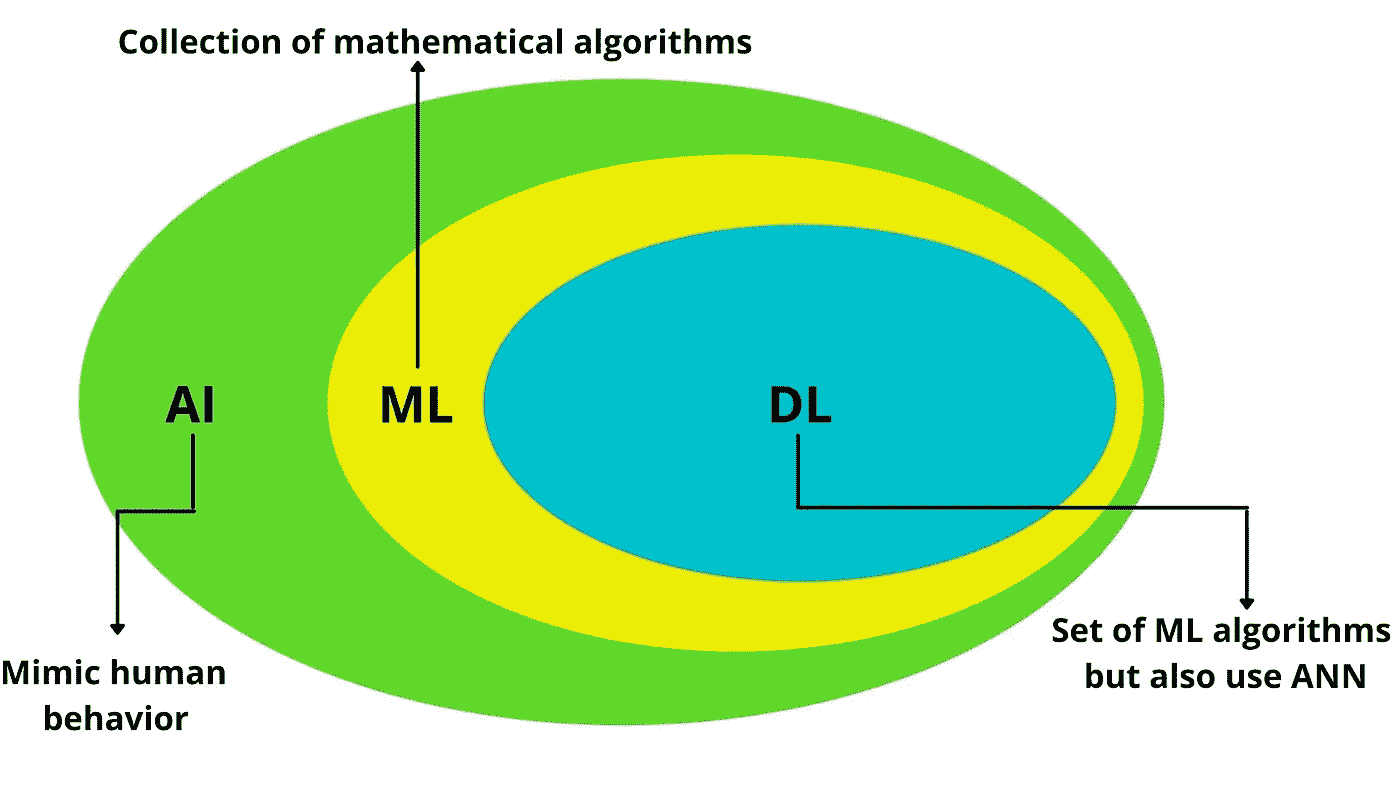 Collection of mathematical algorithms
AI
ML
DL
Mimic human
behavior
Set of ML algorithms
but also use ANN